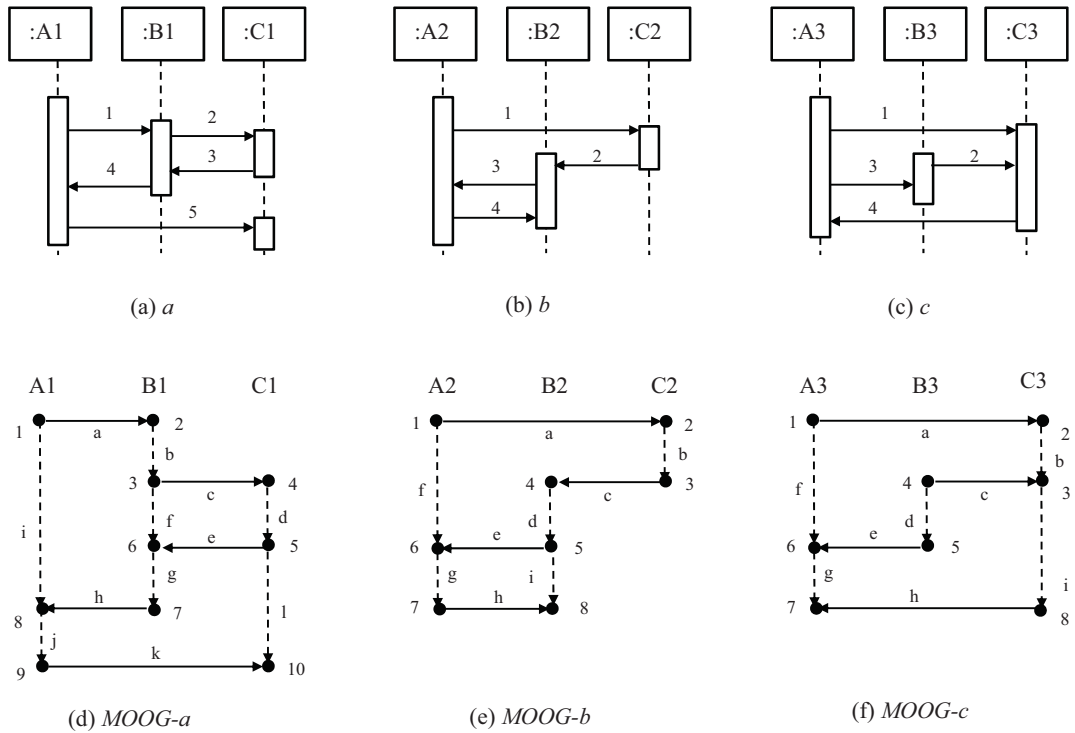 :A1 :B1 :C1
1
2
3
4
5
(a) a
:A2 :B2 :C2
1
2
3
4
(b) b
:A3 :B3 :C3
1
2
3
4
(c) c
A1 B1 C1
1 a 2
b
3 c 4
i f d
6 e 5
g
8 h 7
j l
9 k 10
(d) MOOG-a
A2 B2 C2
1 a 2
b
4 c 3
f d
6 e 5
g i
7 h 8
(e) MOOG-b
A3 B3 C3
1 a 2
b
4 c 3
f d
6 e 5
g i
7 h 8
(f) MOOG-c